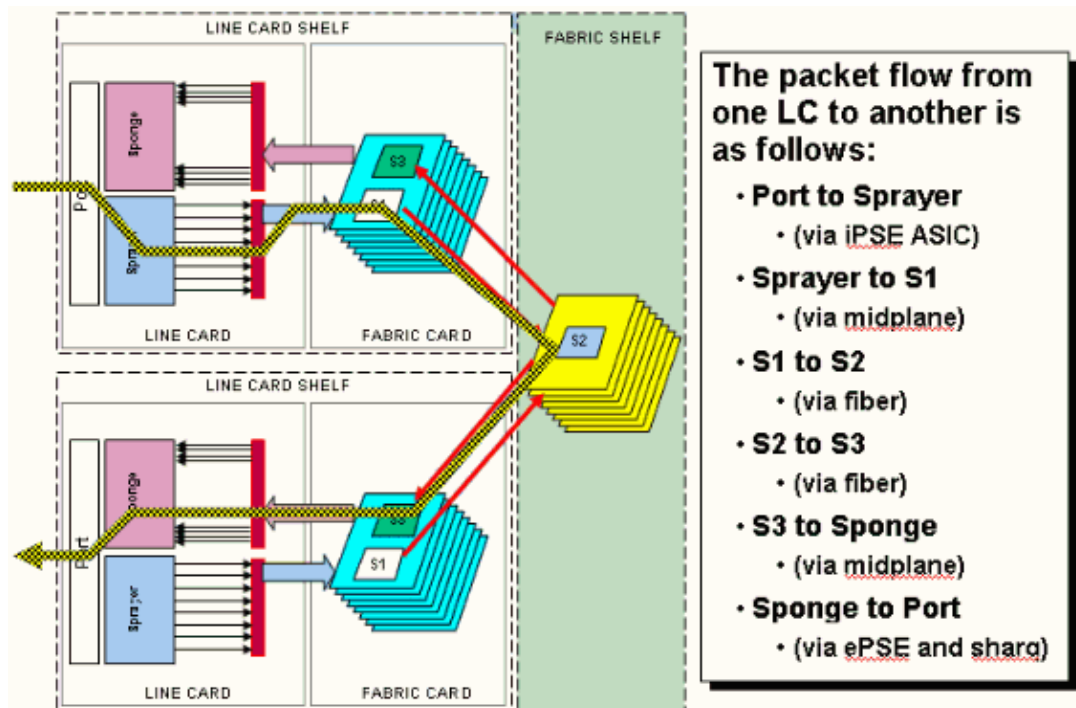 LINE CARD SHELF
FABRIC SHELF
Sponge
S3
LINE CARD
FABRIC CARD
S2
LINE CARD SHELF
Port
S1
Sprayer
LINE CARD
FABRIC CARD
The packet flow from
one LC to another is
as follows:
• Port to Sprayer
• (via iPSE ASIC)
• Sprayer to S1
• (via midplane)
• S1 to S2
• (via fiber)
• S2 to S3
• (via fiber)
• S3 to Sponge
• (via midplane)
• Sponge to Port
• (via ePSE and sharq)